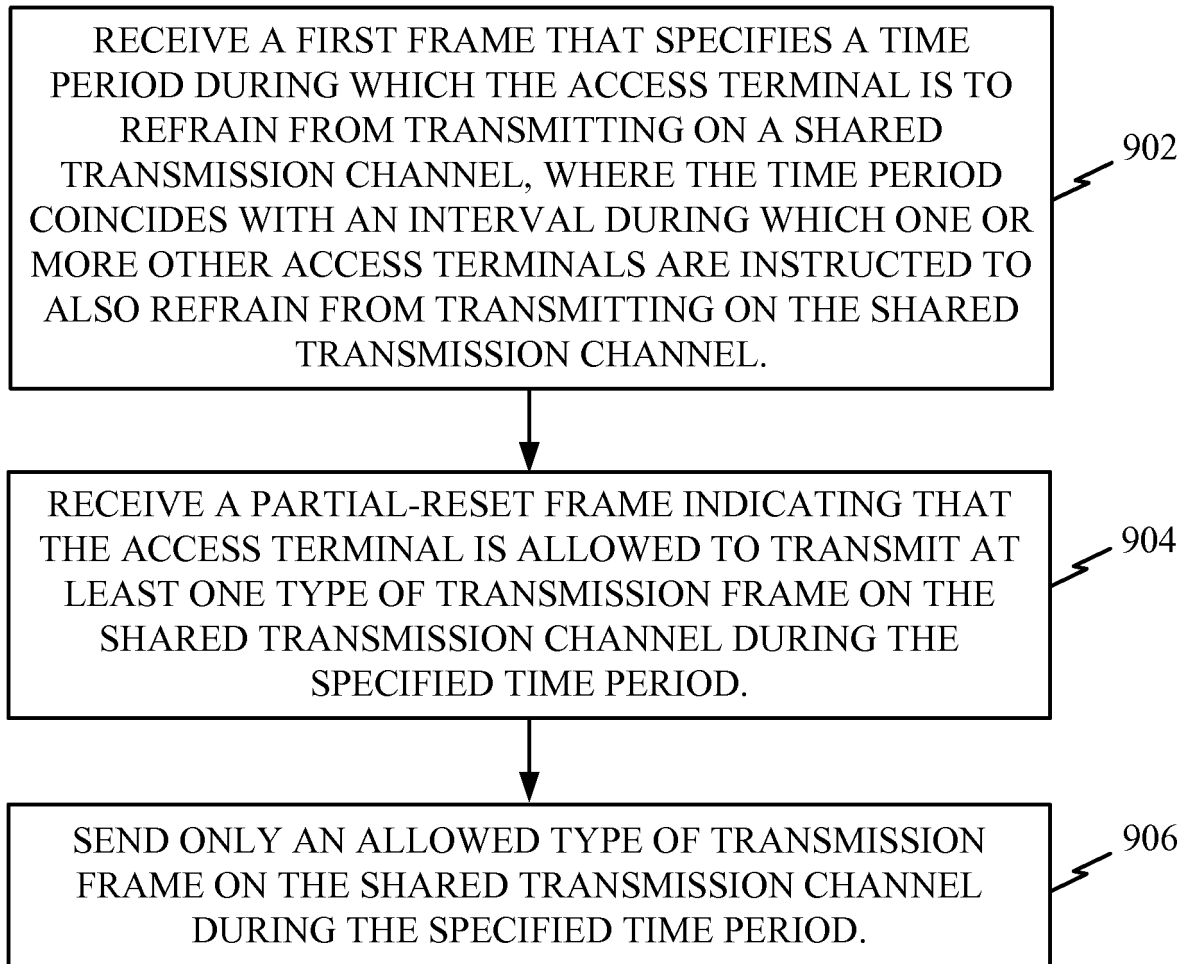 RECEIVE A FIRST FRAME THAT SPECIFIES A TIME
PERIOD DURING WHICH THE ACCESS TERMINAL IS TO
REFRAIN FROM TRANSMITTING ON A SHARED
TRANSMISSION CHANNEL, WHERE THE TIME PERIOD
COINCIDES WITH AN INTERVAL DURING WHICH ONE OR
MORE OTHER ACCESS TERMINALS ARE INSTRUCTED TO
ALSO REFRAIN FROM TRANSMITTING ON THE SHARED
TRANSMISSION CHANNEL.
902
RECEIVE A PARTIAL-RESET FRAME INDICATING THAT
THE ACCESS TERMINAL IS ALLOWED TO TRANSMIT AT
LEAST ONE TYPE OF TRANSMISSION FRAME ON THE
SHARED TRANSMISSION CHANNEL DURING THE
SPECIFIED TIME PERIOD.
904
SEND ONLY AN ALLOWED TYPE OF TRANSMISSION
FRAME ON THE SHARED TRANSMISSION CHANNEL
DURING THE SPECIFIED TIME PERIOD.
906